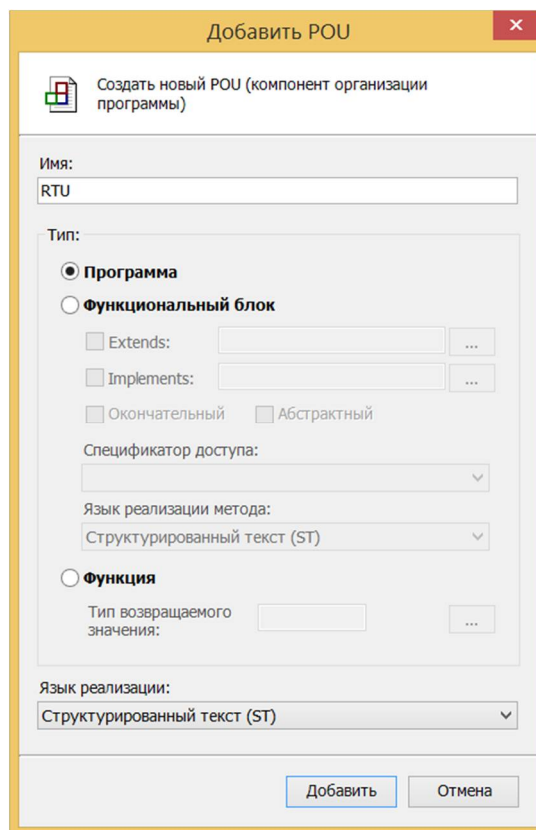 Добавить POU
Создать новый POU (компонент организации
программы)
Имя:
RTU
Тип:
Программа
Функциональный блок
Extends:
...
Implements:
...
Окончательный Абстрактный
Спецификатор доступа:
Язык реализации метода:
Структурированный текст (ST)
Функция
Тип возвращаемого
значения:
...
Язык реализации:
Структурированный текст (ST)
Добавить Отмена